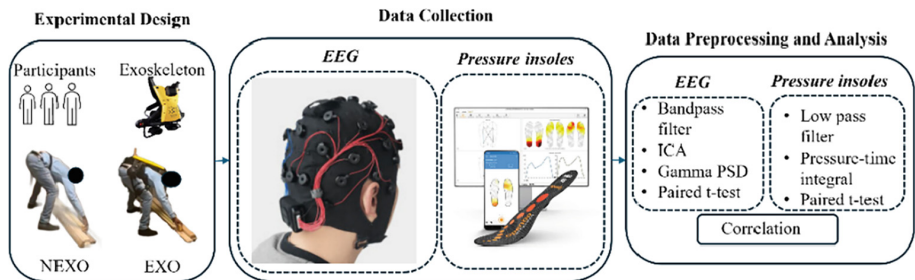 Experimental Design
Participants
Exoskeleton
NEXO
EXO
Data Collection
EEG
Pressure insoles
Data Preprocessing and Analysis
EEG
• Bandpass
filter
• ICA
• Gamma PSD
• Paired t-test
Pressure insoles
• Low pass
filter
• Pressure-time
integral
• Paired t-test
Correlation